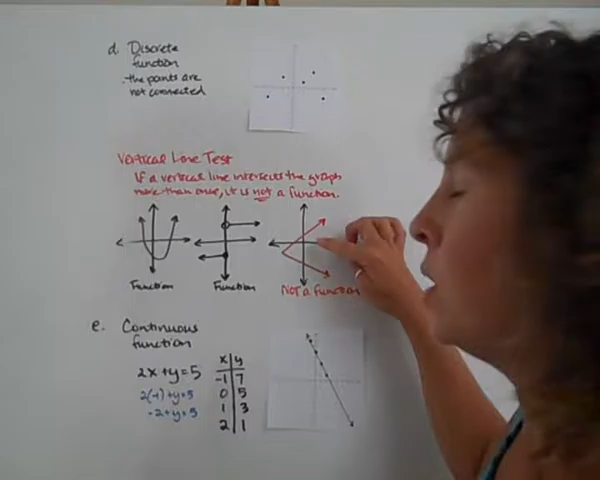 d. Discrete
function
- the points are
not connected
Vertical Line Test
If a vertical line intersects the graph
more than once, it is not a function.
Function
Function
Not a function
e. Continuous
function
2x + y = 5
2(-1) + y = 5
-2 + y = 5
x y
-1 7
0 5
1 3
2 1